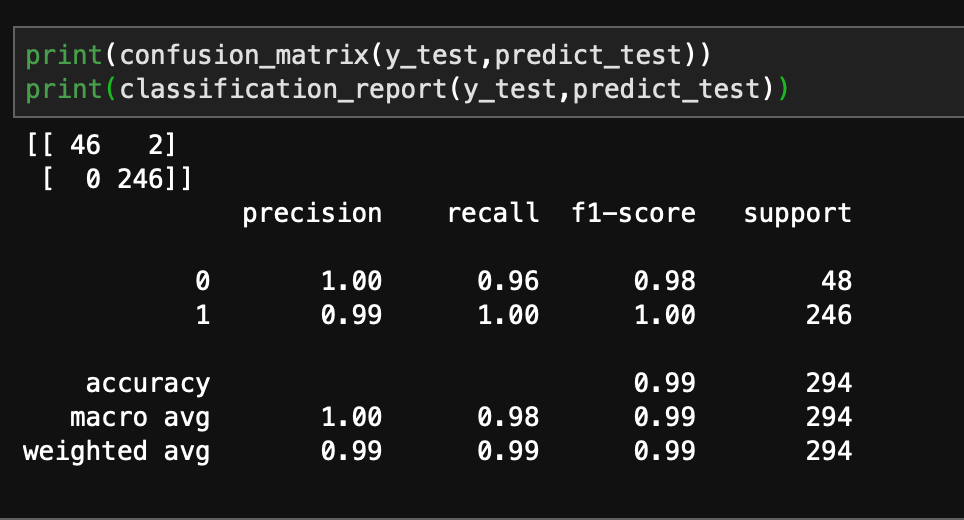 print(confusion_matrix(y_test,predict_test))
print(classification_report(y_test,predict_test))
[[ 46   2]
 [  0 246]]
              precision    recall  f1-score   support

           0       1.00      0.96      0.98        48
           1       0.99      1.00      1.00       246

    accuracy                           0.99       294
   macro avg       1.00      0.98      0.99       294
weighted avg       0.99      0.99      0.99       294